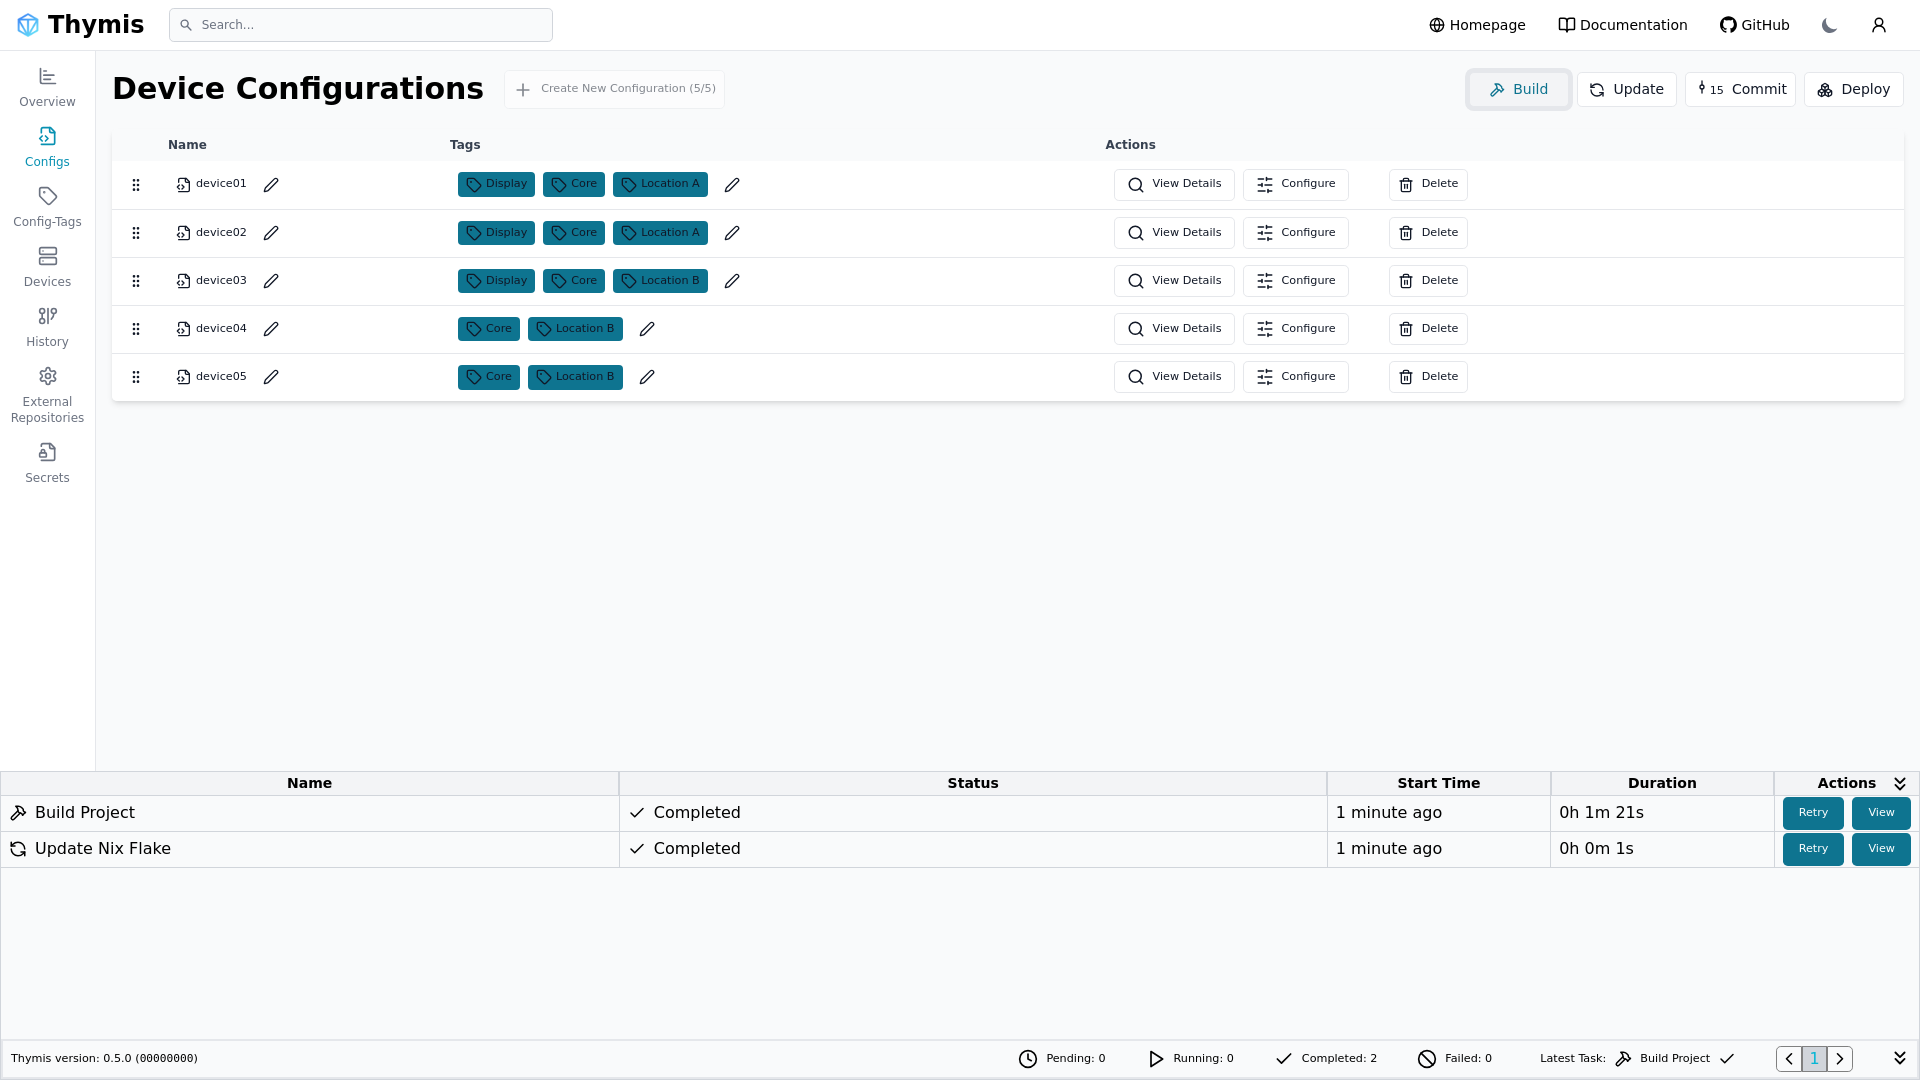 Thymis
Search...
Homepage
Documentation
GitHub
Overview
Configs
Config-Tags
Devices
History
External
Repositories
Secrets
Device Configurations
Create New Configuration (5/5)
Build
Update
15 Commit
Deploy
Name Tags Actions
device01 Display Core Location A View Details Configure Delete
device02 Display Core Location A View Details Configure Delete
device03 Display Core Location B View Details Configure Delete
device04 Core Location B View Details Configure Delete
device05 Core Location B View Details Configure Delete
Name Status Start Time Duration Actions
Build Project Completed 1 minute ago 0h 1m 21s Retry View
Update Nix Flake Completed 1 minute ago 0h 0m 1s Retry View
Thymis version: 0.5.0 (00000000) Pending: 0 Running: 0 Completed: 2 Failed: 0 Latest Task: Build Project 1